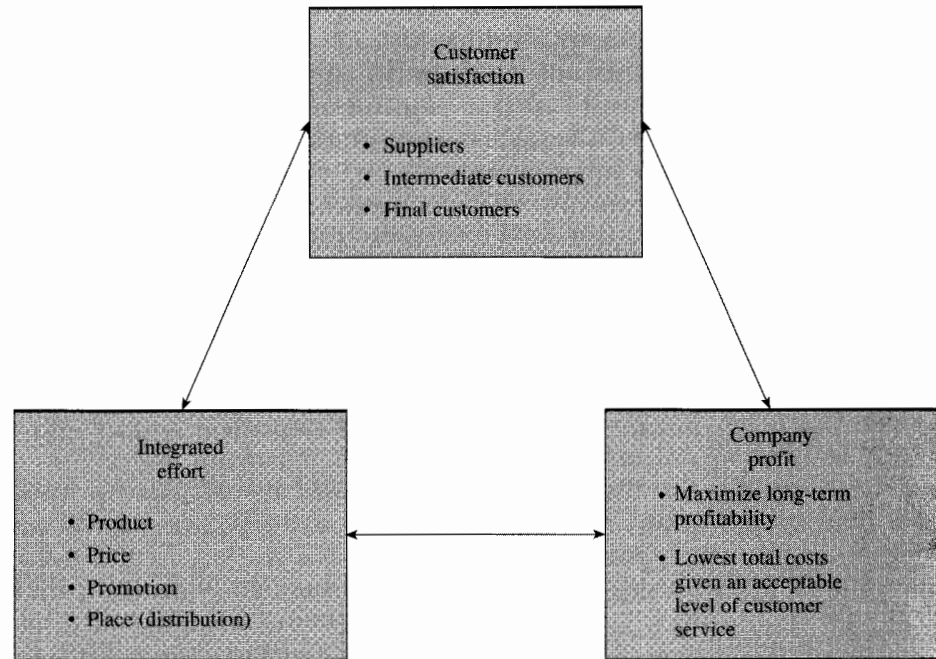 Customer
satisfaction
• Suppliers
• Intermediate customers
• Final customers
Integrated
effort
• Product
• Price
• Promotion
• Place (distribution)
Company
profit
• Maximize long-term
profitability
• Lowest total costs
given an acceptable
level of customer
service